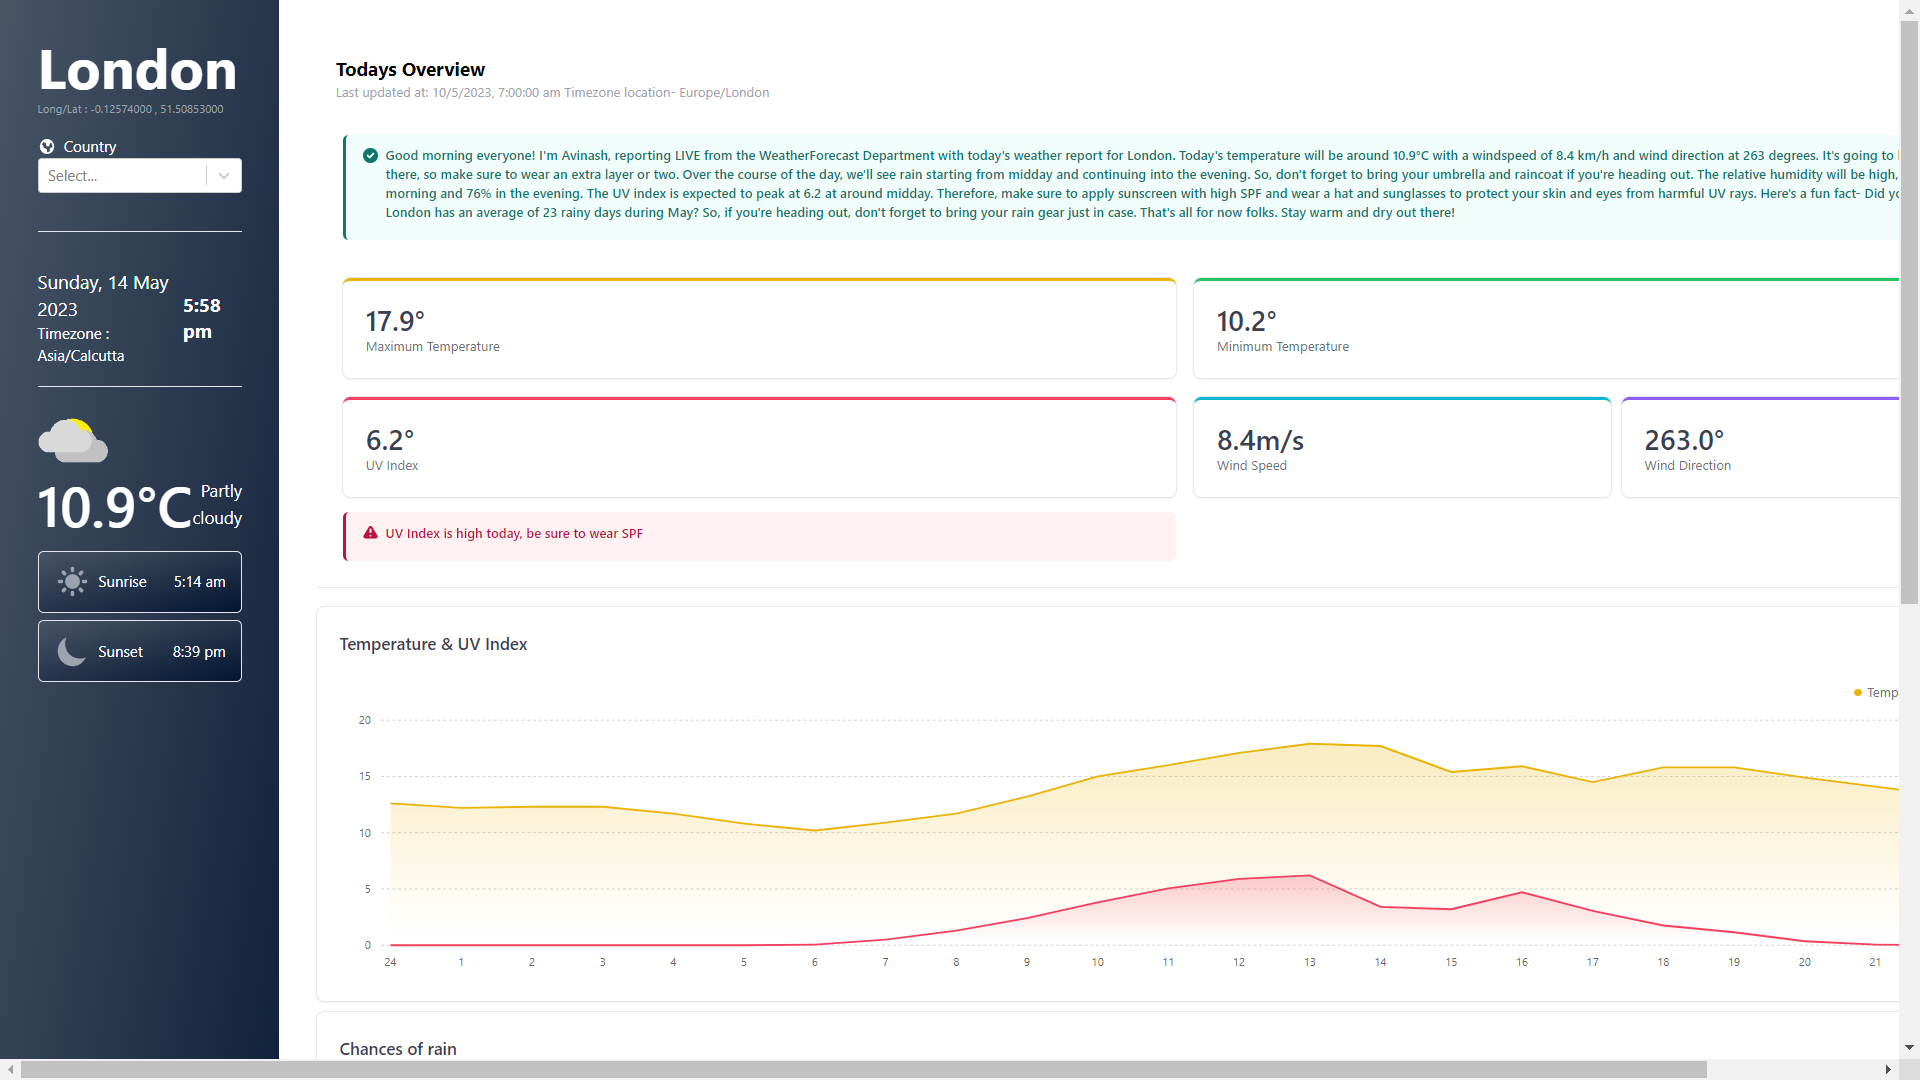 London
Long/Lat : -0.12574000 , 51.50853000
Country
Select...
Sunday, 14 May
2023
5:58
pm
Timezone :
Asia/Calcutta
10.9°C
Partly
cloudy
Sunrise 5:14 am
Sunset 8:39 pm
Todays Overview
Last updated at: 10/5/2023, 7:00:00 am Timezone location- Europe/London
Good morning everyone! I'm Avinash, reporting LIVE from the WeatherForecast Department with today's weather report for London. Today's temperature will be around 10.9°C with a windspeed of 8.4 km/h and wind direction at 263 degrees. It's going to
there, so make sure to wear an extra layer or two. Over the course of the day, we'll see rain starting from midday and continuing into the evening. So, don't forget to bring your umbrella and raincoat if you're heading out. The relative humidity will be high,
morning and 76% in the evening. The UV index is expected to peak at 6.2 at around midday. Therefore, make sure to apply sunscreen with high SPF and wear a hat and sunglasses to protect your skin and eyes from harmful UV rays. Here's a fun fact- Did
London has an average of 23 rainy days during May? So, if you're heading out, don't forget to bring your rain gear just in case. That's all for now folks. Stay warm and dry out there!
17.9°
Maximum Temperature
10.2°
Minimum Temperature
6.2°
UV Index
8.4m/s
Wind Speed
263.0°
Wind Direction
UV Index is high today, be sure to wear SPF
Temperature & UV Index
Temp
20
15
10
5
0
24 1 2 3 4 5 6 7 8 9 10 11 12 13 14 15 16 17 18 19 20 21
Chances of rain